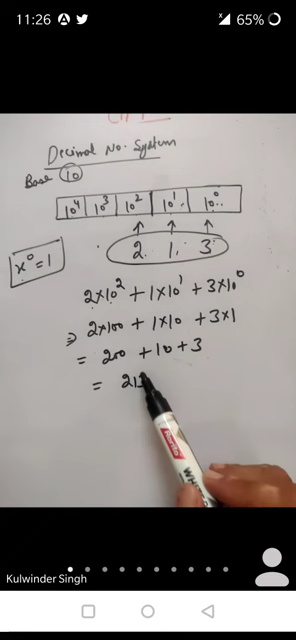 11:26
65%
Decimal No. System
Base 10
10⁴ 10³ 10² 10¹ 10⁰
2 1 3
x⁰ = 1
2×10² + 1×10¹ + 3×10⁰
⇒ 2×100 + 1×10 + 3×1
= 200 + 10 + 3
= 213
Kulwinder Singh